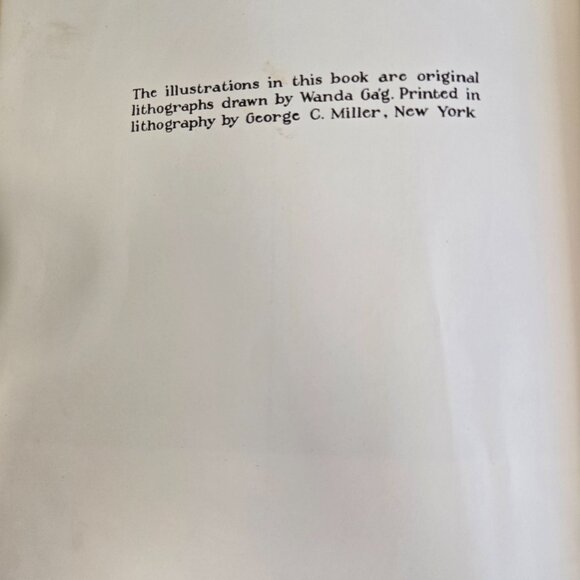 The illustrations in this book are original
lithographs drawn by Wanda Ga'g. Printed in
lithography by George C. Miller, New York